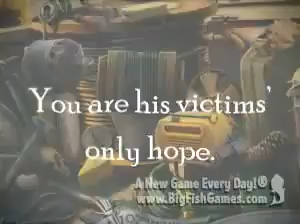 You are his victims'
only hope.
A New Game Every Day!®
www.BigFishGames.com